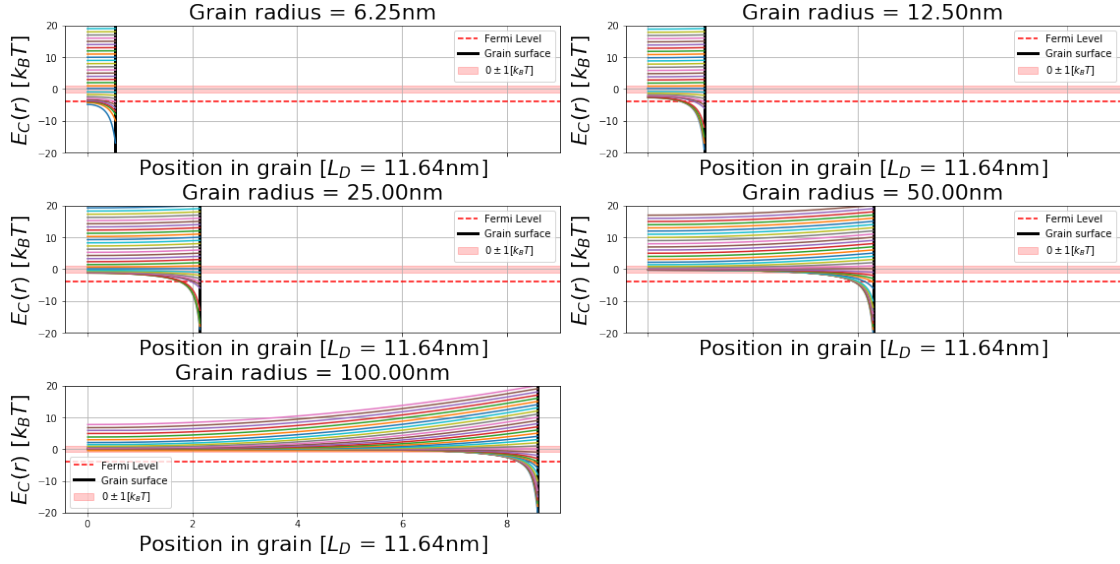 Grain radius = 6.25nm
E_C(r) [k_BT]
20
10
0
−10
−20
Fermi Level
Grain surface
0 ± 1[k_BT]
Position in grain [L_D = 11.64nm]
Grain radius = 12.50nm
E_C(r) [k_BT]
20
10
0
−10
−20
Fermi Level
Grain surface
0 ± 1[k_BT]
Position in grain [L_D = 11.64nm]
Grain radius = 25.00nm
E_C(r) [k_BT]
20
10
0
−10
−20
Fermi Level
Grain surface
0 ± 1[k_BT]
Position in grain [L_D = 11.64nm]
Grain radius = 50.00nm
E_C(r) [k_BT]
20
10
0
−10
−20
Fermi Level
Grain surface
0 ± 1[k_BT]
Position in grain [L_D = 11.64nm]
Grain radius = 100.00nm
E_C(r) [k_BT]
20
10
0
−10
−20
Fermi Level
Grain surface
0 ± 1[k_BT]
0 2 4 6 8
Position in grain [L_D = 11.64nm]